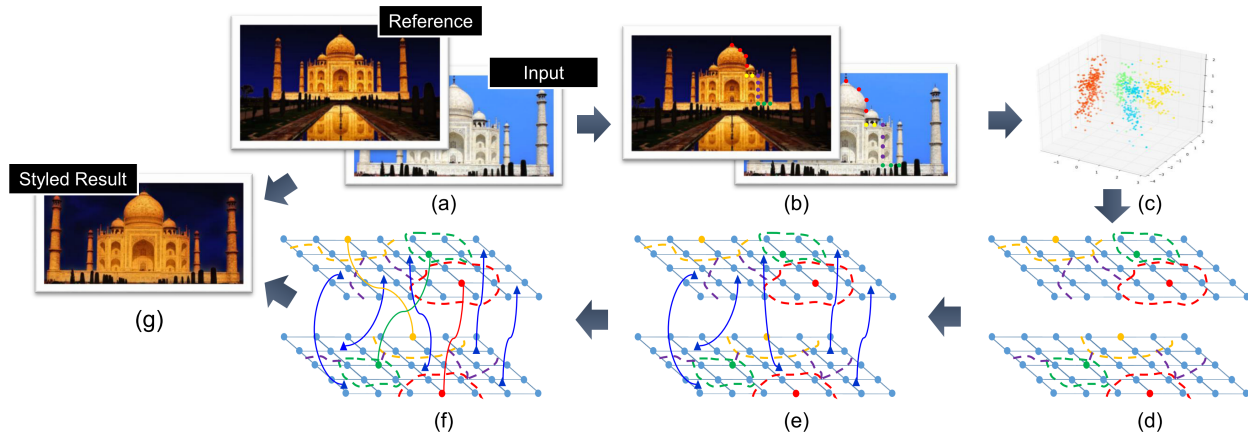 Reference
Input
Styled Result
(a)
(b)
(c)
(g)
(f)
(e)
(d)